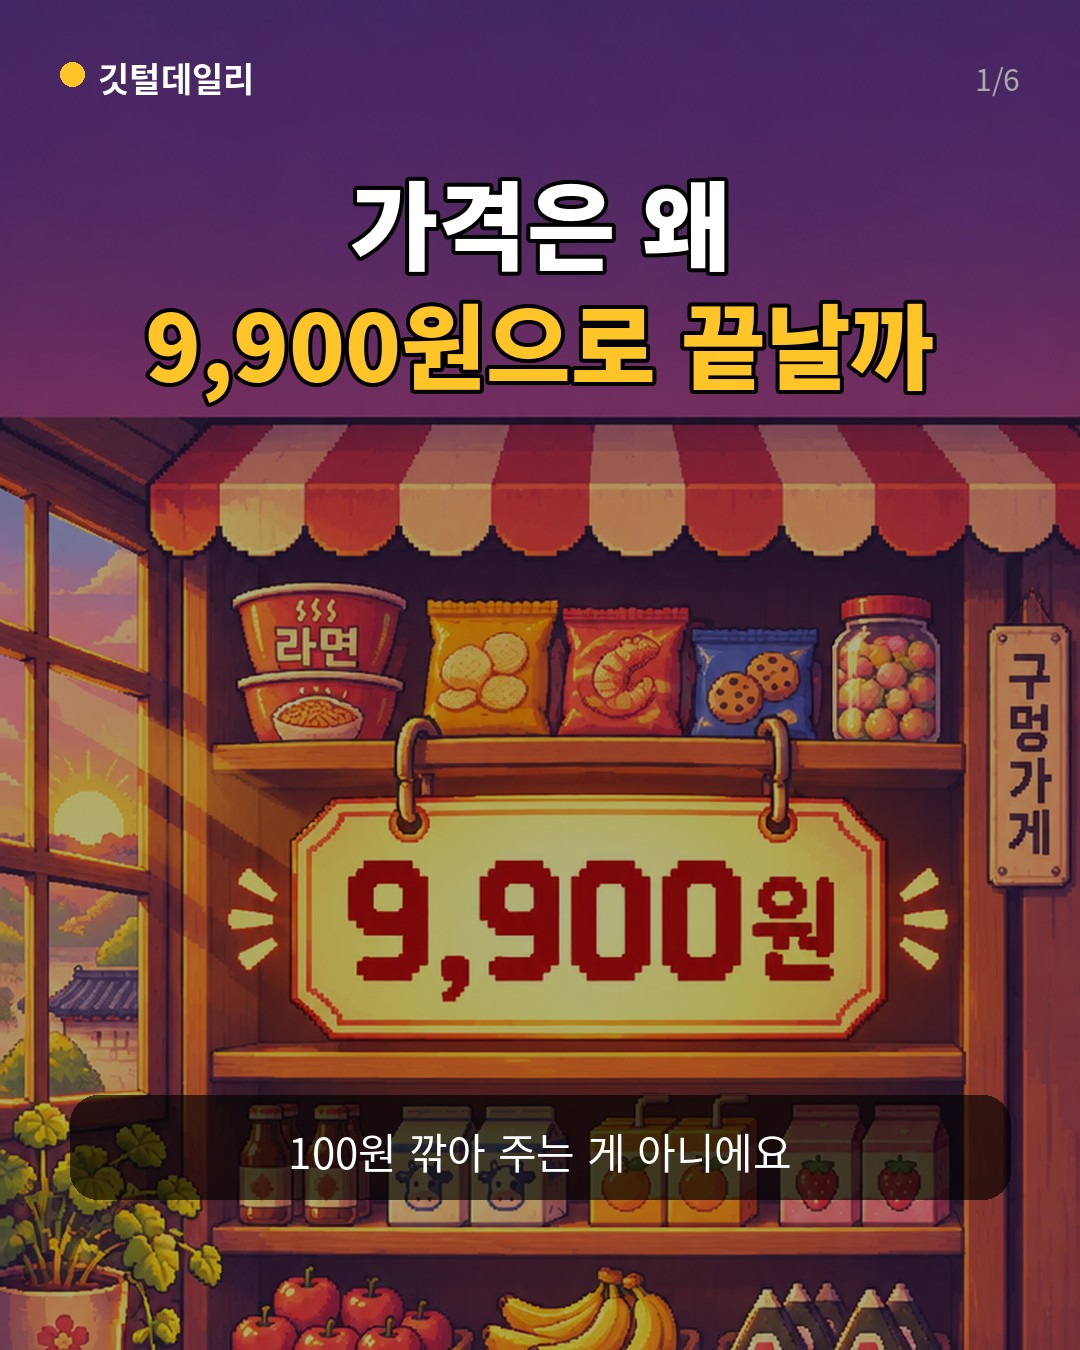 깃털데일리
1/6
가격은 왜
9,900원으로 끝날까
라면
구멍가게
9,900원
100원 깎아 주는 게 아니에요